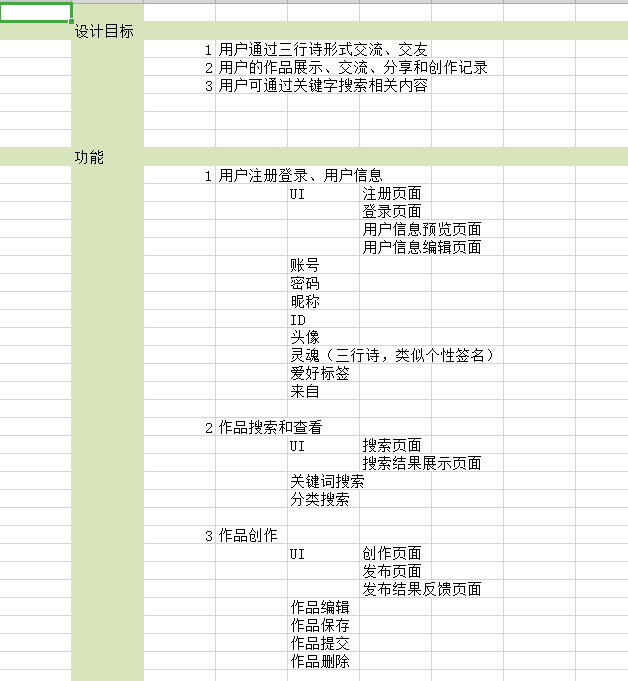 设计目标
1 用户通过三行诗形式交流、交友
2 用户的作品展示、交流、分享和创作记录
3 用户可通过关键字搜索相关内容
功能
1 用户注册登录、用户信息
UI 注册页面
登录页面
用户信息预览页面
用户信息编辑页面
账号
密码
昵称
ID
头像
灵魂（三行诗，类似个性签名）
爱好标签
来自
2 作品搜索和查看
UI 搜索页面
搜索结果展示页面
关键词搜索
分类搜索
3 作品创作
UI 创作页面
发布页面
发布结果反馈页面
作品编辑
作品保存
作品提交
作品删除